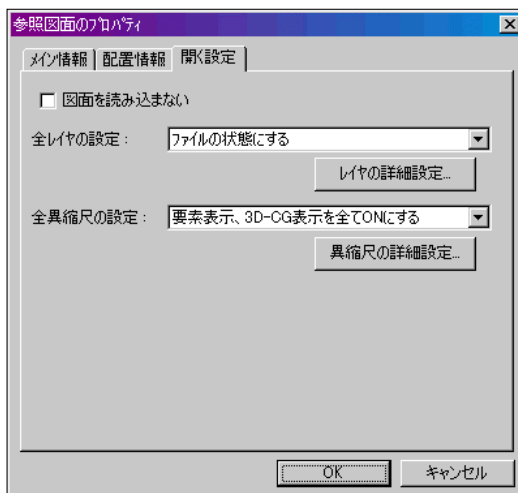 参照図面のプロパティ
メイン情報 配置情報 開く設定
図面を読み込まない
全レイヤの設定： ファイルの状態にする
レイヤの詳細設定...
全異縮尺の設定： 要素表示、3D-CG表示を全てONにする
異縮尺の詳細設定...
OK キャンセル